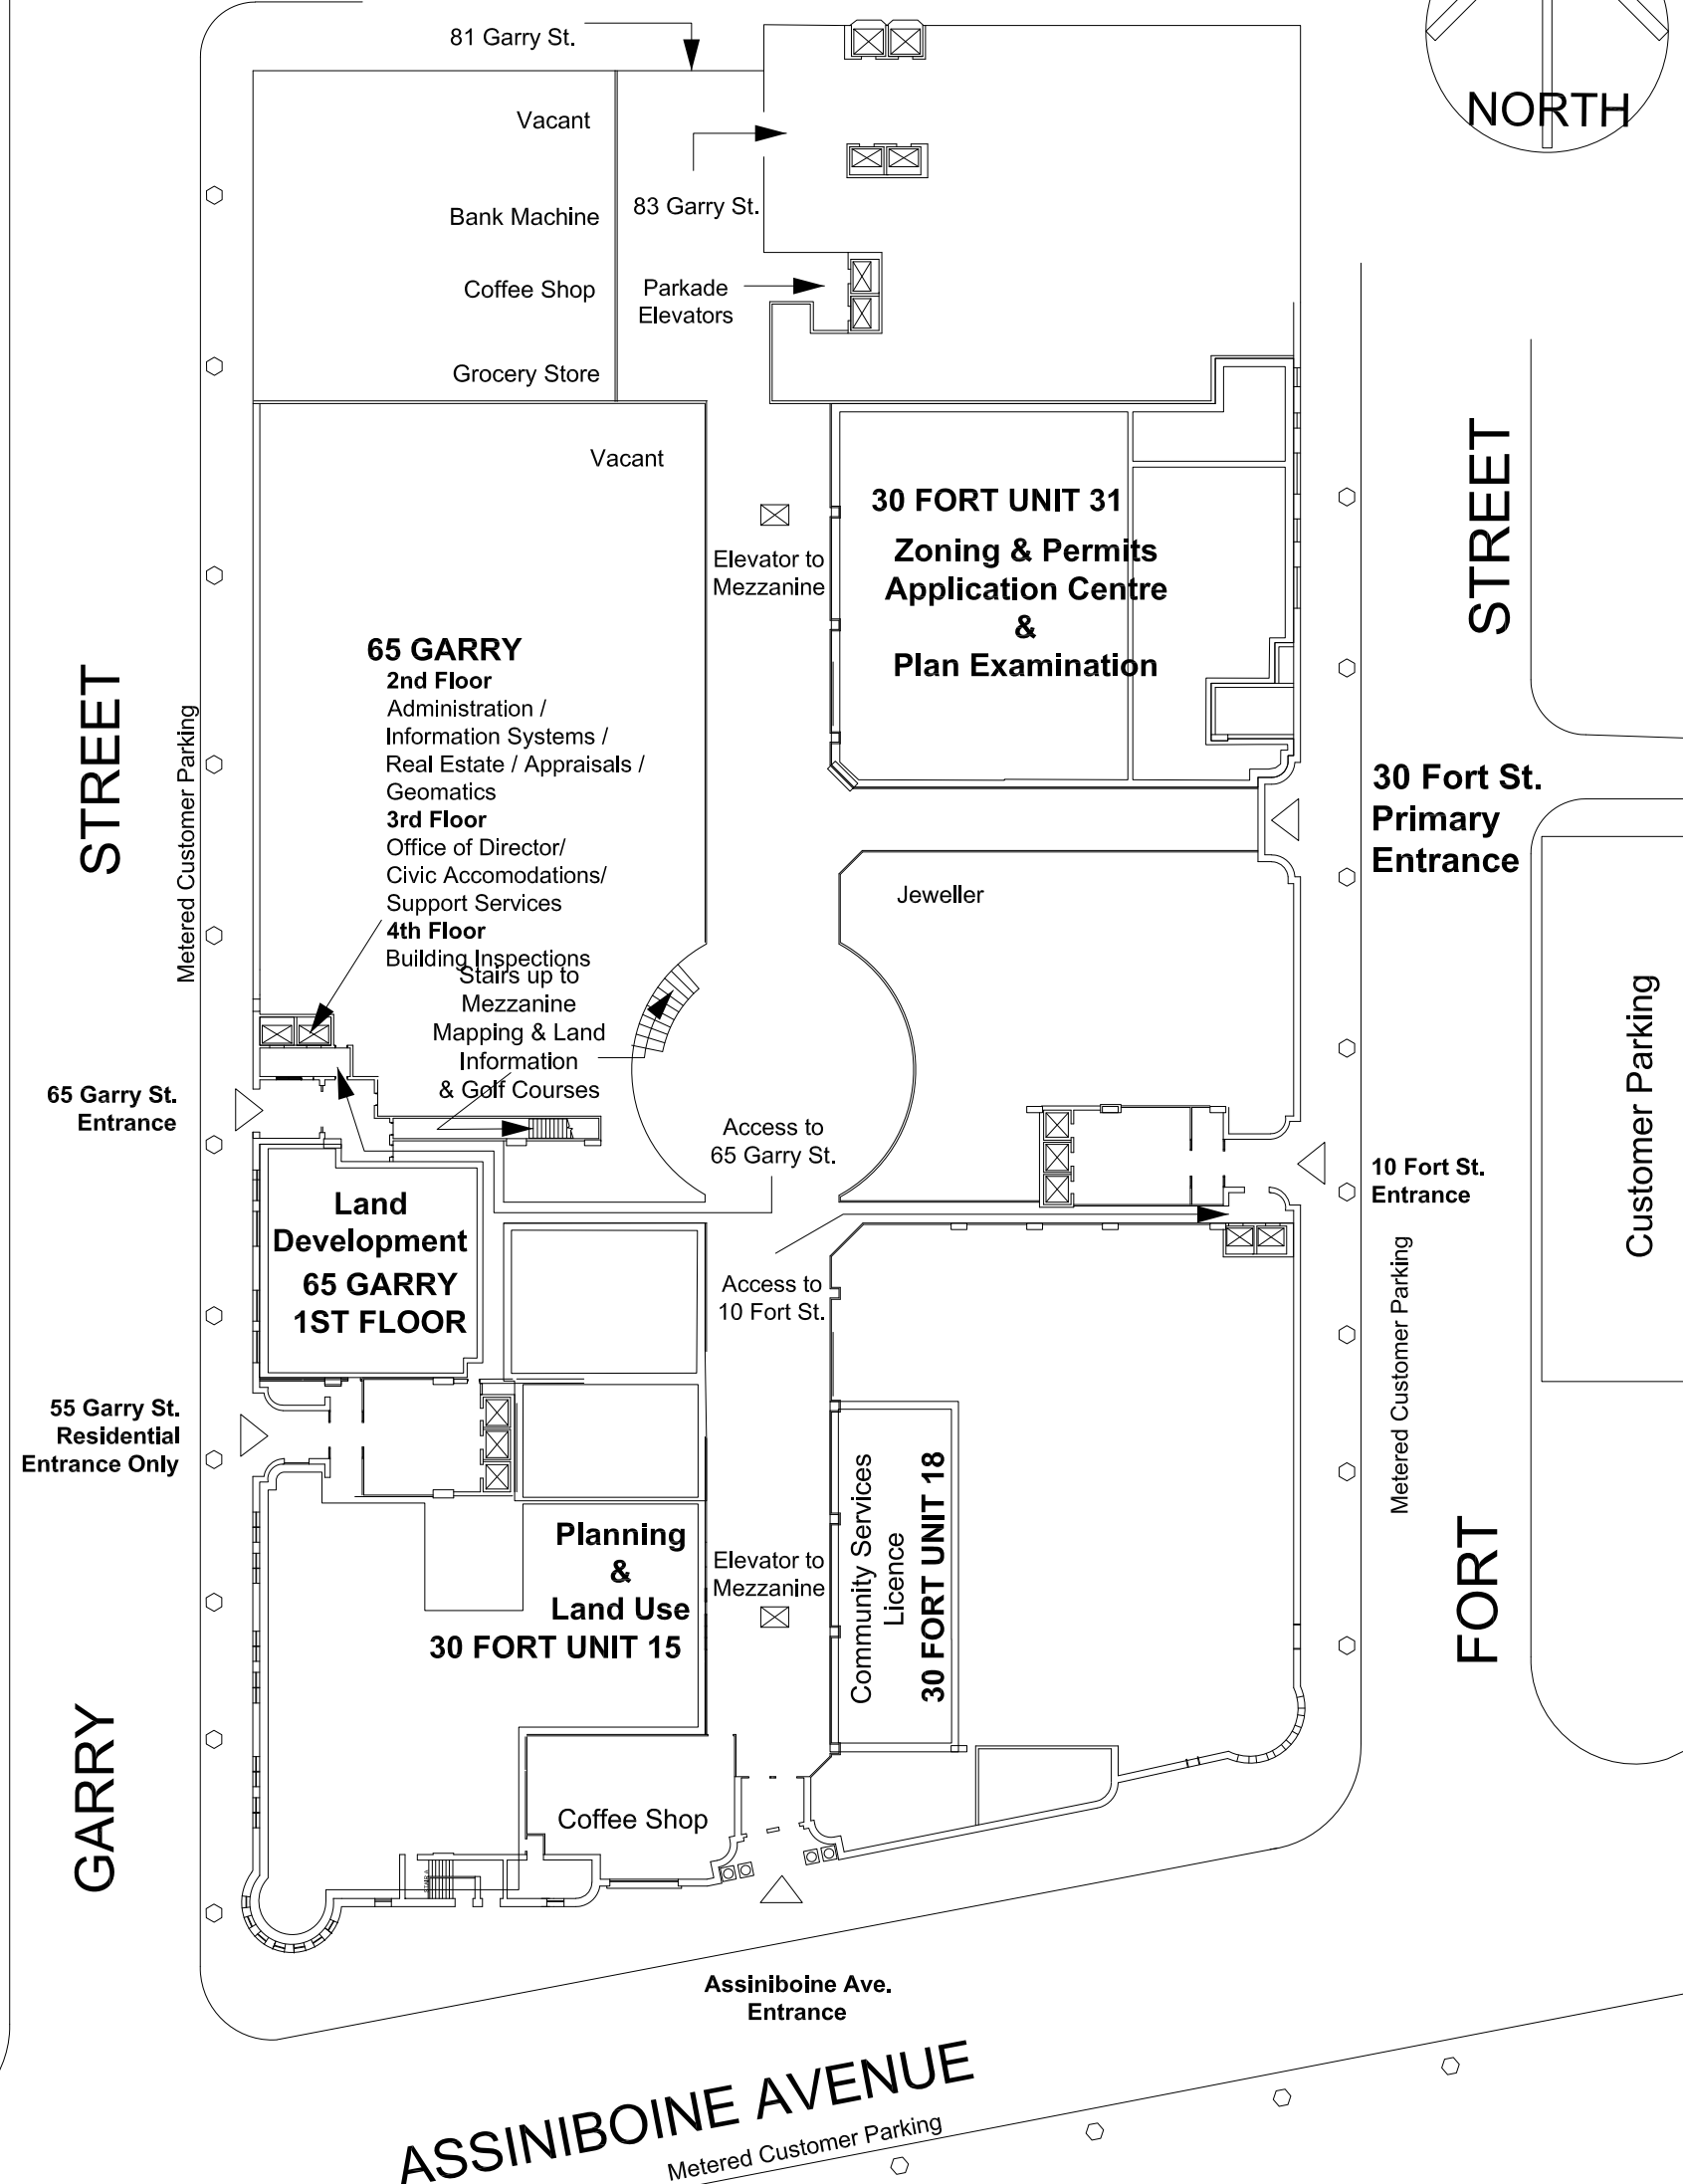 81 Garry St.
NORTH
Vacant
Bank Machine
83 Garry St.
Coffee Shop
Parkade
Elevators
Grocery Store
Vacant
30 FORT UNIT 31
Zoning & Permits
Application Centre
&
Plan Examination
Elevator to
Mezzanine
65 GARRY
2nd Floor
Administration /
Information Systems /
Real Estate / Appraisals /
Geomatics
3rd Floor
Office of Director/
Civic Accomodations/
Support Services
4th Floor
Building Inspections
Stairs up to
Mezzanine
Mapping & Land
Information
& Golf Courses
STREET
Metered Customer Parking
STREET
30 Fort St.
Primary
Entrance
Jeweller
Customer Parking
65 Garry St.
Entrance
Access to
65 Garry St.
10 Fort St.
Entrance
Land
Development
65 GARRY
1ST FLOOR
Access to
10 Fort St.
Metered Customer Parking
55 Garry St.
Residential
Entrance Only
Planning
&
Land Use
30 FORT UNIT 15
Elevator to
Mezzanine
Community Services
Licence
30 FORT UNIT 18
FORT
GARRY
Coffee Shop
Assiniboine Ave.
Entrance
ASSINIBOINE AVENUE
Metered Customer Parking